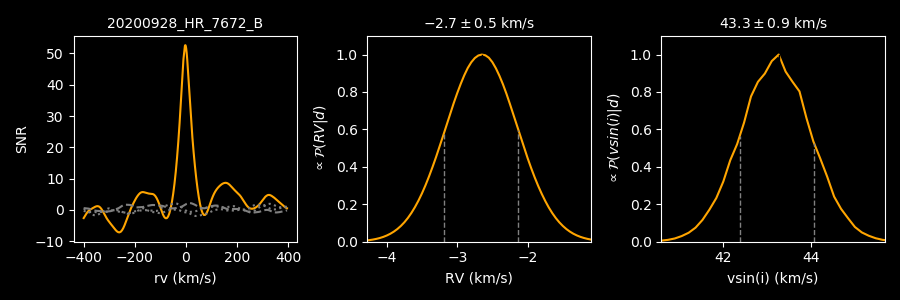 20200928_HR_7672_B
SNR
50
40
30
20
10
0
−10
−400 −200 0 200 400
rv (km/s)
−2.7 ± 0.5 km/s
∝ 𝒫(RV|d)
1.0
0.8
0.6
0.4
0.2
0.0
−4 −3 −2
RV (km/s)
43.3 ± 0.9 km/s
∝ 𝒫(vsin(i)|d)
1.0
0.8
0.6
0.4
0.2
0.0
42 44
vsin(i) (km/s)